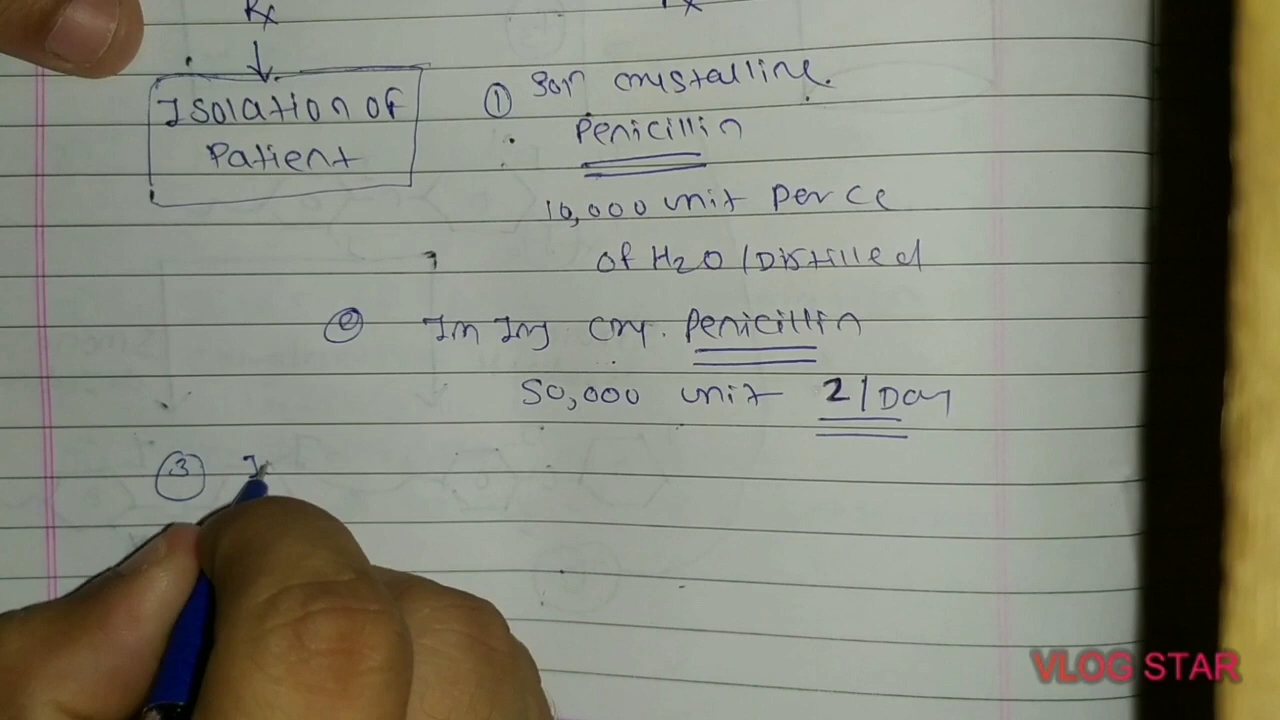 Rx
Rx
Isolation of
Patient
① Sol crystalline
Penicillin
10,000 unit per cc
of H2O / Distilled
② Im Inj cry. Penicillin
50,000 unit 2/Day
③ I
VLOG STAR